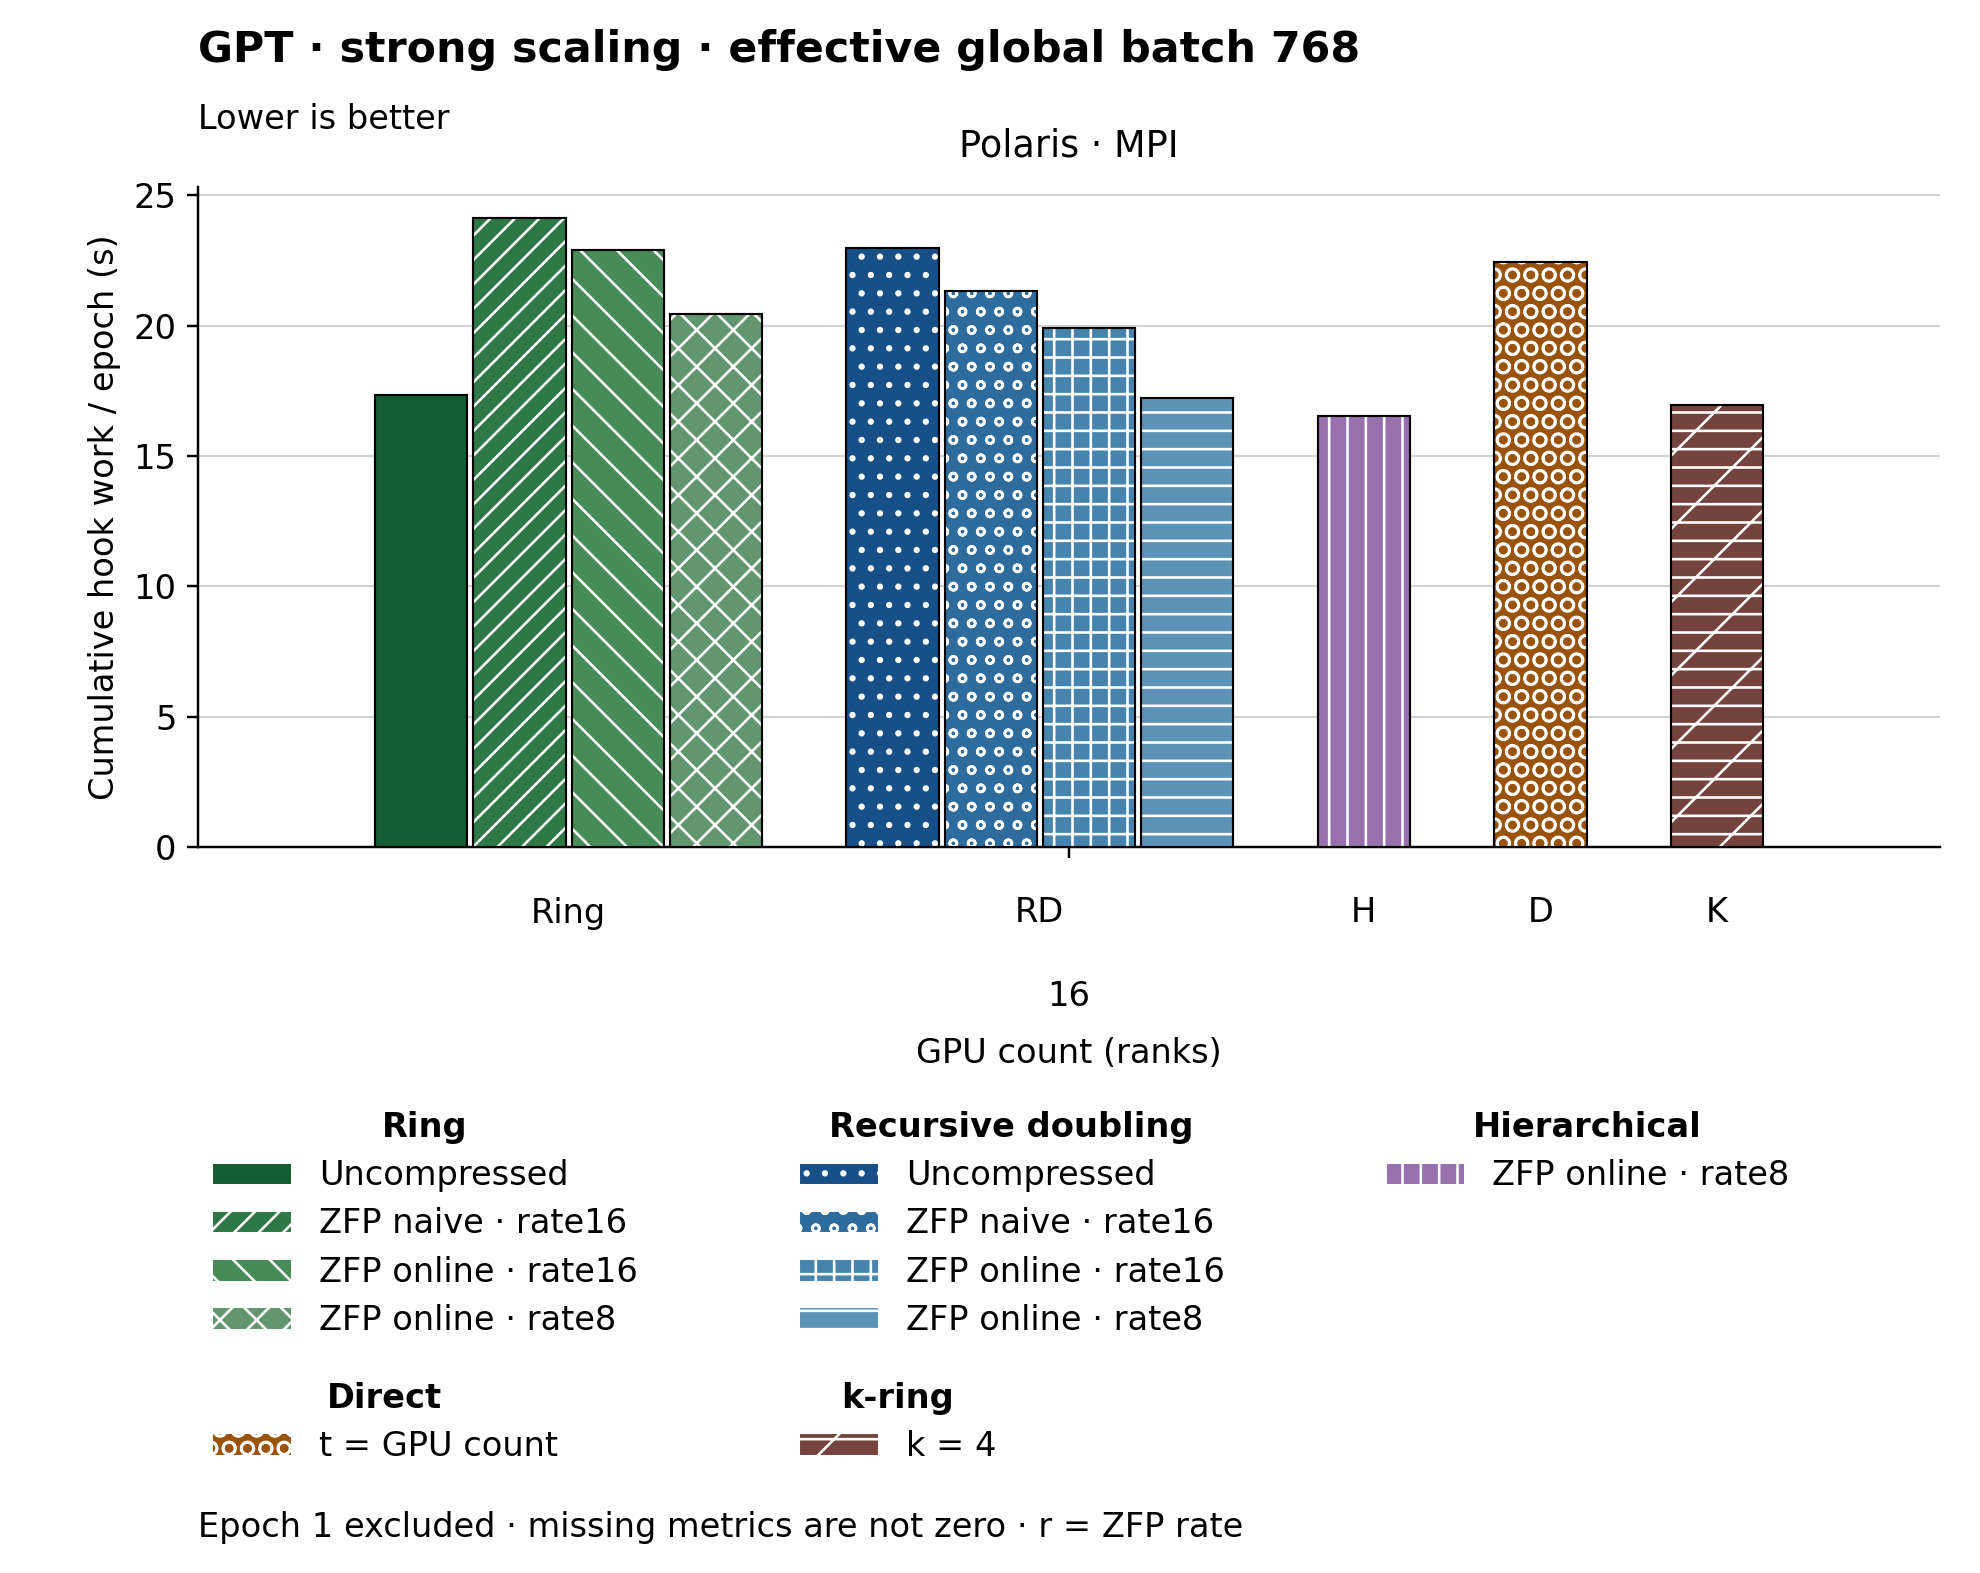 GPT · strong scaling · effective global batch 768
Lower is better
Polaris · MPI
Cumulative hook work / epoch (s)
25
20
15
10
5
0
Ring RD H D K
16
GPU count (ranks)
Ring
Uncompressed
ZFP naive · rate16
ZFP online · rate16
ZFP online · rate8
Recursive doubling
Uncompressed
ZFP naive · rate16
ZFP online · rate16
ZFP online · rate8
Hierarchical
ZFP online · rate8
Direct
t = GPU count
k-ring
k = 4
Epoch 1 excluded · missing metrics are not zero · r = ZFP rate